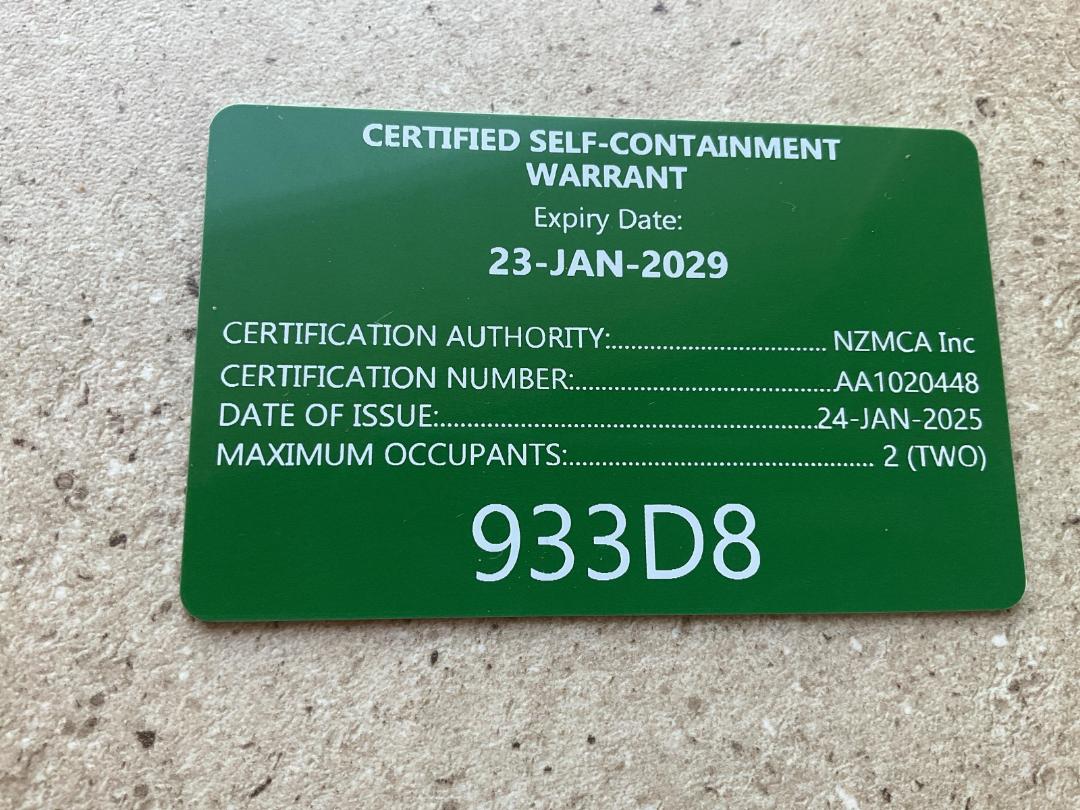 CERTIFIED SELF-CONTAINMENT
WARRANT
Expiry Date:
23-JAN-2029
CERTIFICATION AUTHORITY:.................................. NZMCA Inc
CERTIFICATION NUMBER:........................................AA1020448
DATE OF ISSUE:...........................................................24-JAN-2025
MAXIMUM OCCUPANTS:............................................... 2 (TWO)
933D8